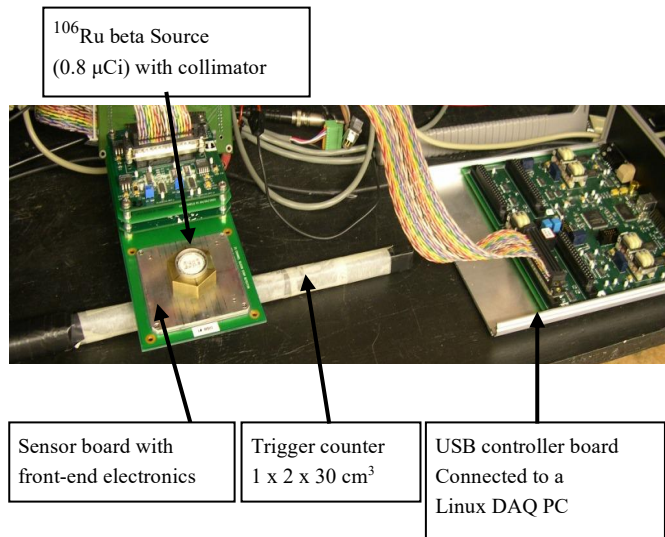 ¹⁰⁶Ru beta Source
(0.8 μCi) with collimator
Sensor board with
front-end electronics
Trigger counter
1 x 2 x 30 cm³
USB controller board
Connected to a
Linux DAQ PC